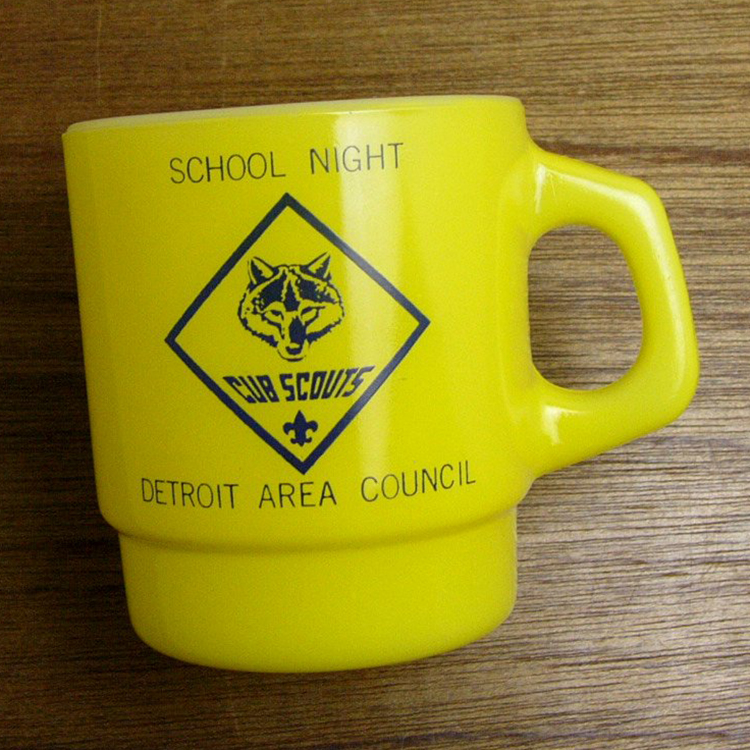 SCHOOL NIGHT
CUB SCOUTS
DETROIT AREA COUNCIL